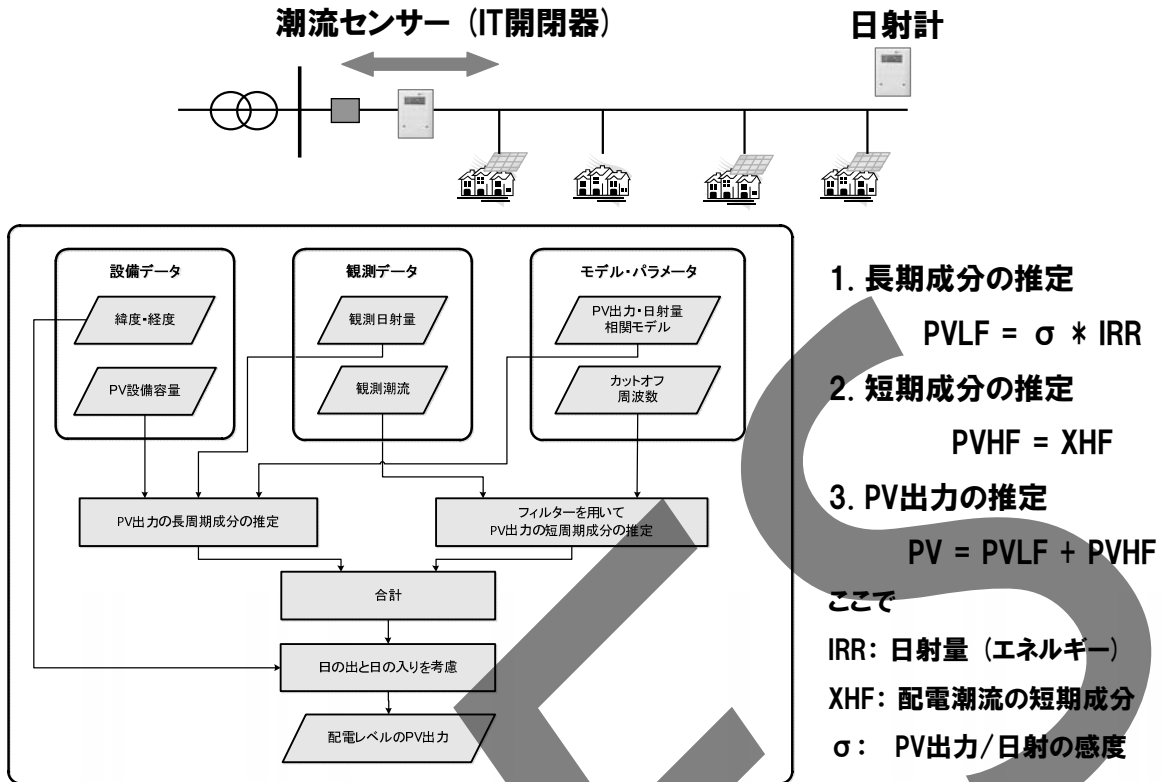 潮流センサー (IT開閉器)
日射計
設備データ
緯度・経度
PV設備容量
観測データ
観測日射量
観測潮流
モデル・パラメータ
PV出力・日射量
相関モデル
カットオフ
周波数
PV出力の長周期成分の推定
フィルターを用いて
PV出力の短周期成分の推定
合計
日の出と日の入りを考慮
配電レベルのPV出力
1. 長期成分の推定
PVLF = σ * IRR
2. 短期成分の推定
PVHF = XHF
3. PV出力の推定
PV = PVLF + PVHF
ここで
IRR: 日射量 (エネルギー)
XHF: 配電潮流の短期成分
σ: PV出力/日射の感度